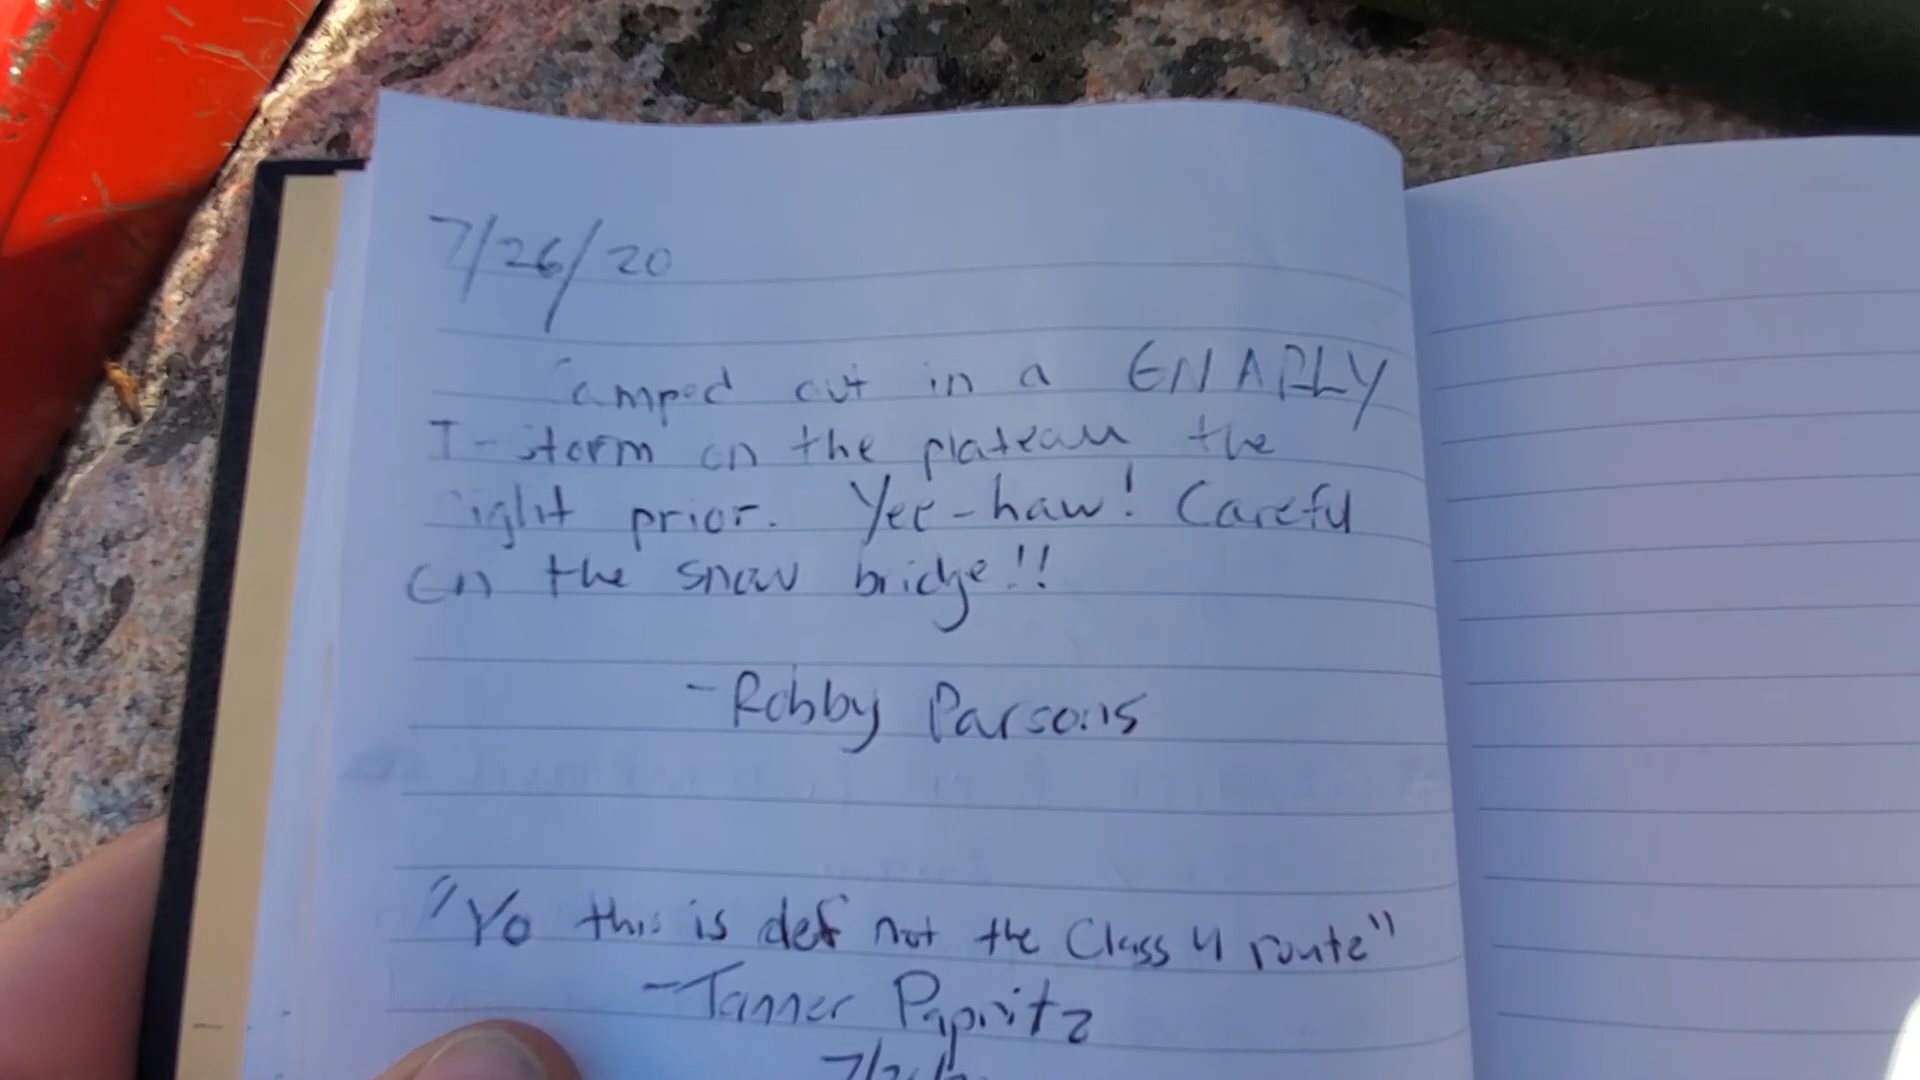 7/26/20
Camped out in a GNARLY
T-storm on the plateau the
night prior. Yee-haw! Careful
on the snow bridge!!
-Robby Parsons
"Yo this is def not the Class 4 route"
-Tanner Papritz